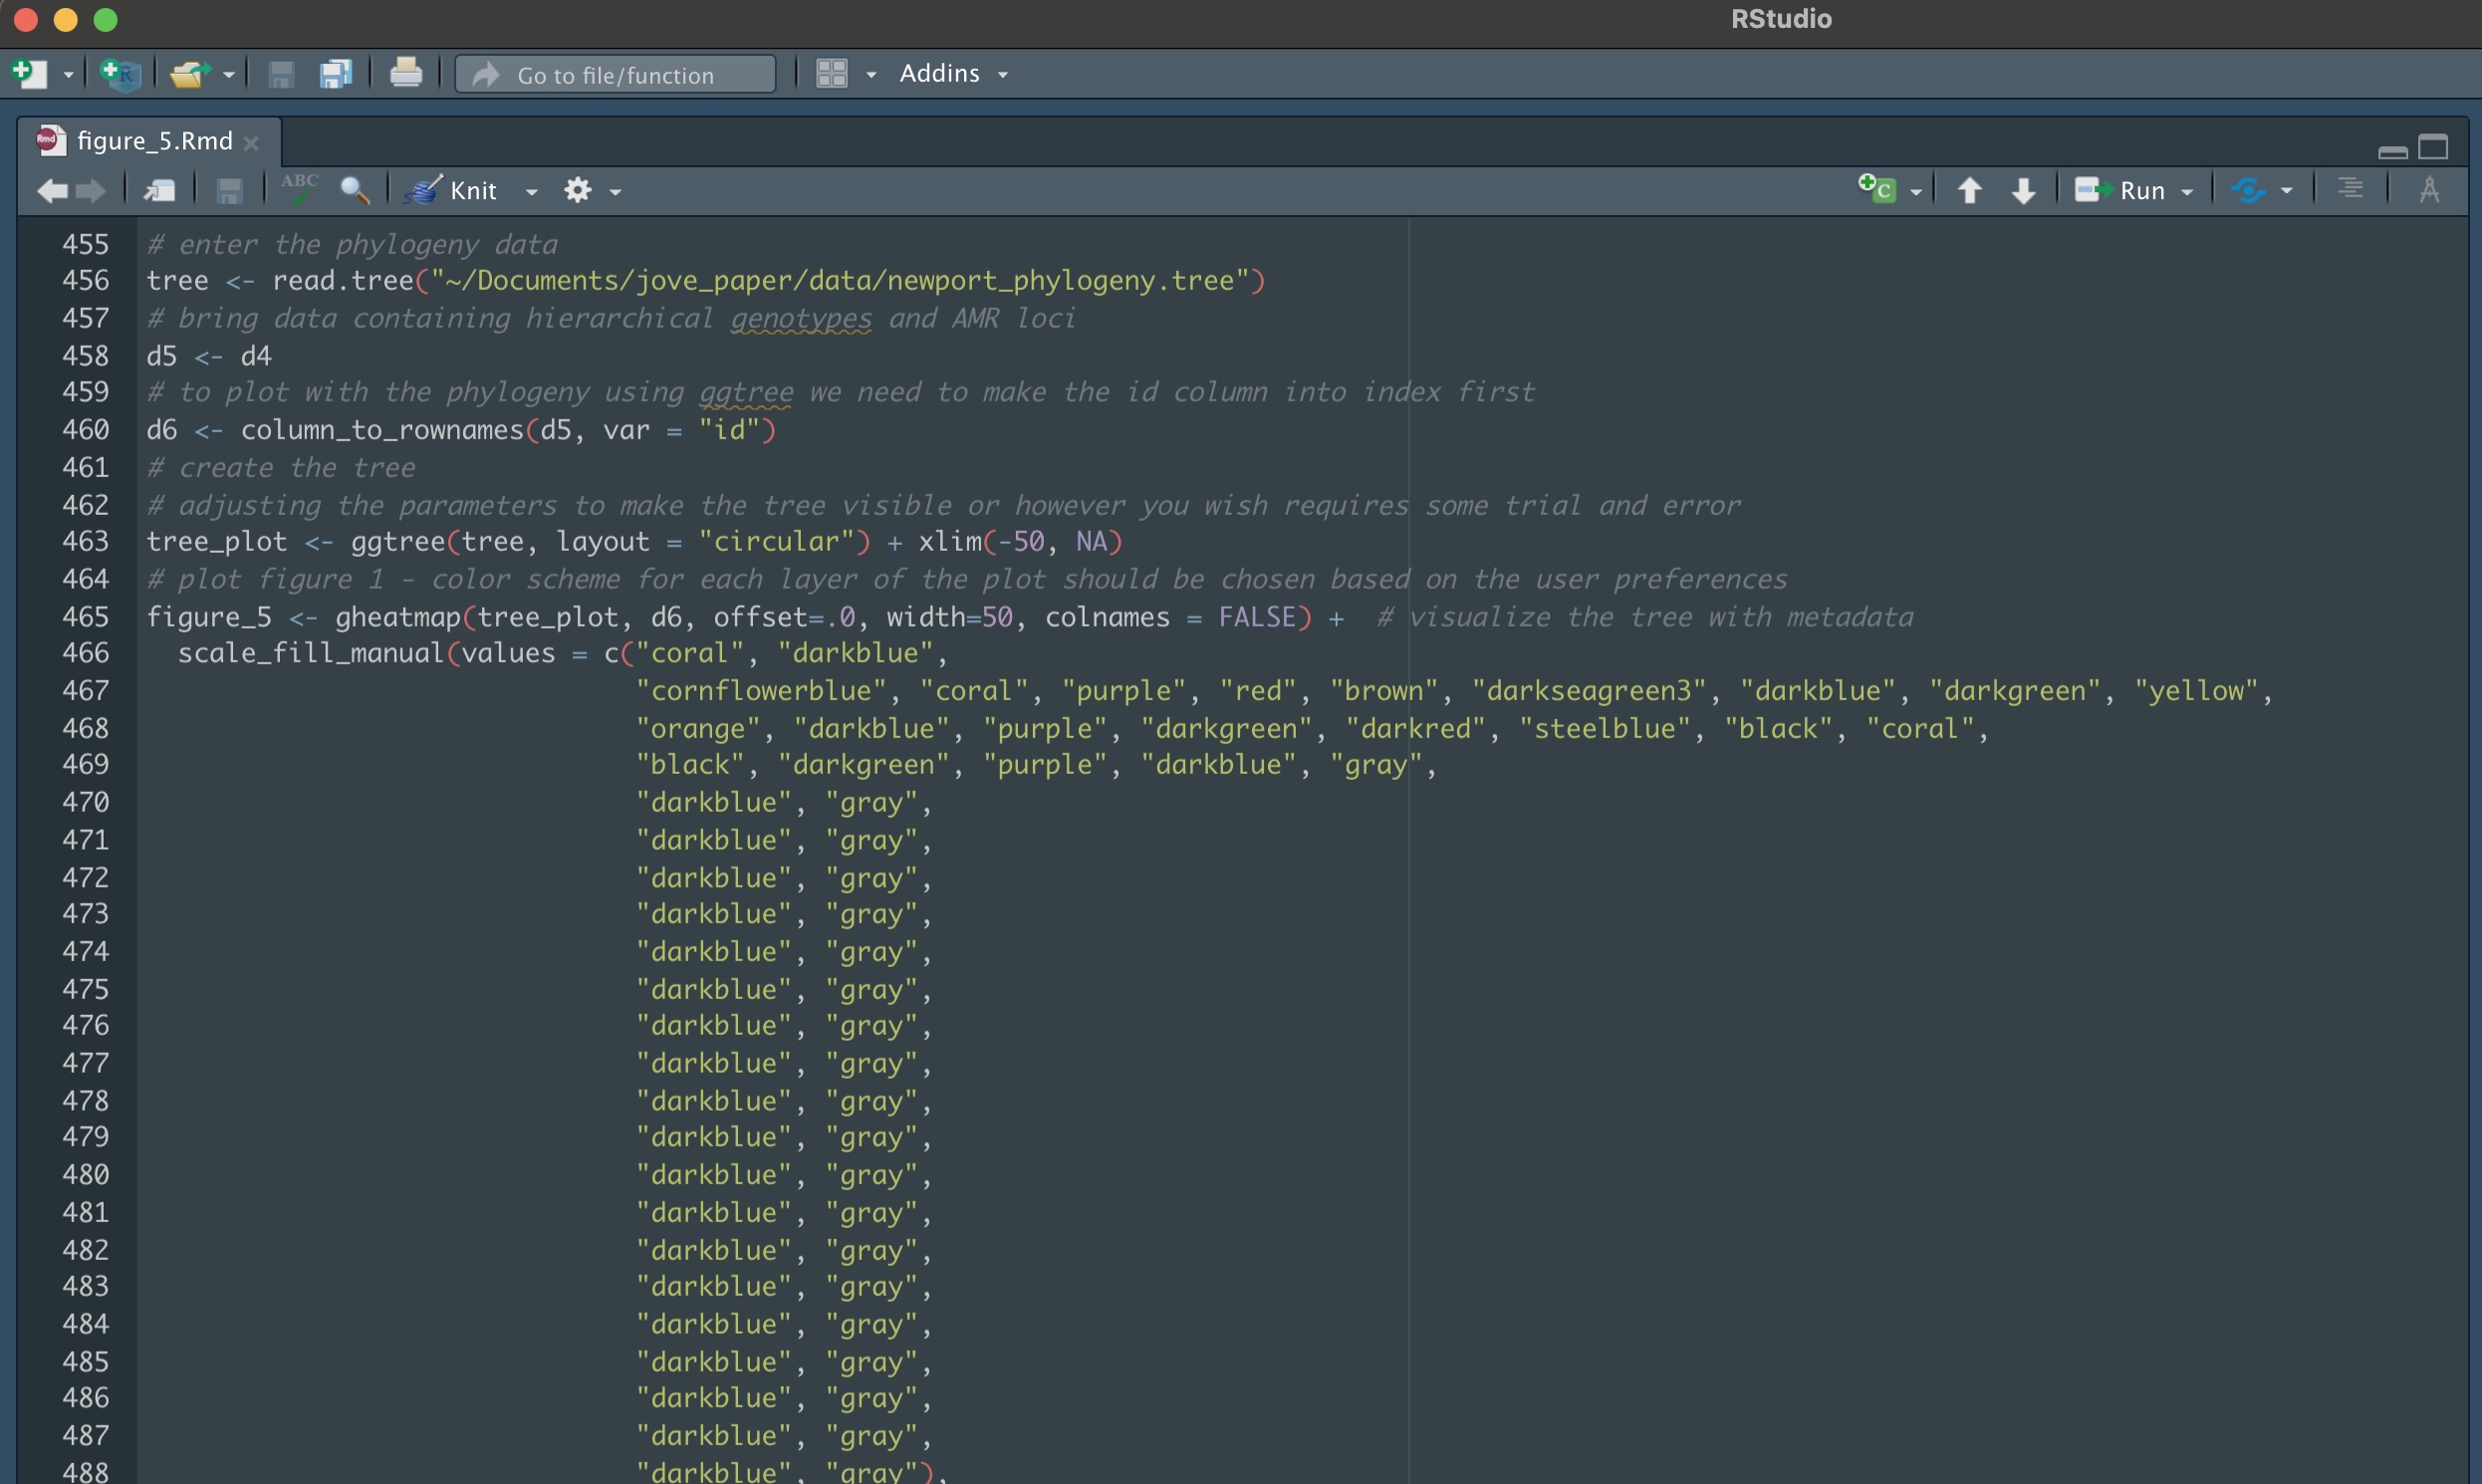 RStudio
Go to file/function Addins
figure_5.Rmd
ABC Knit Run
455 # enter the phylogeny data
456 tree <- read.tree("~/Documents/jove_paper/data/newport_phylogeny.tree")
457 # bring data containing hierarchical genotypes and AMR loci
458 d5 <- d4
459 # to plot with the phylogeny using ggtree we need to make the id column into index first
460 d6 <- column_to_rownames(d5, var = "id")
461 # create the tree
462 # adjusting the parameters to make the tree visible or however you wish requires some trial and error
463 tree_plot <- ggtree(tree, layout = "circular") + xlim(-50, NA)
464 # plot figure 1 - color scheme for each layer of the plot should be chosen based on the user preferences
465 figure_5 <- gheatmap(tree_plot, d6, offset=.0, width=50, colnames = FALSE) +  # visualize the tree with metadata
466   scale_fill_manual(values = c("coral", "darkblue",
467 "cornflowerblue", "coral", "purple", "red", "brown", "darkseagreen3", "darkblue", "darkgreen", "yellow",
468 "orange", "darkblue", "purple", "darkgreen", "darkred", "steelblue", "black", "coral",
469 "black", "darkgreen", "purple", "darkblue", "gray",
470 "darkblue", "gray",
471 "darkblue", "gray",
472 "darkblue", "gray",
473 "darkblue", "gray",
474 "darkblue", "gray",
475 "darkblue", "gray",
476 "darkblue", "gray",
477 "darkblue", "gray",
478 "darkblue", "gray",
479 "darkblue", "gray",
480 "darkblue", "gray",
481 "darkblue", "gray",
482 "darkblue", "gray",
483 "darkblue", "gray",
484 "darkblue", "gray",
485 "darkblue", "gray",
486 "darkblue", "gray",
487 "darkblue", "gray",
488 "darkblue", "gray"),